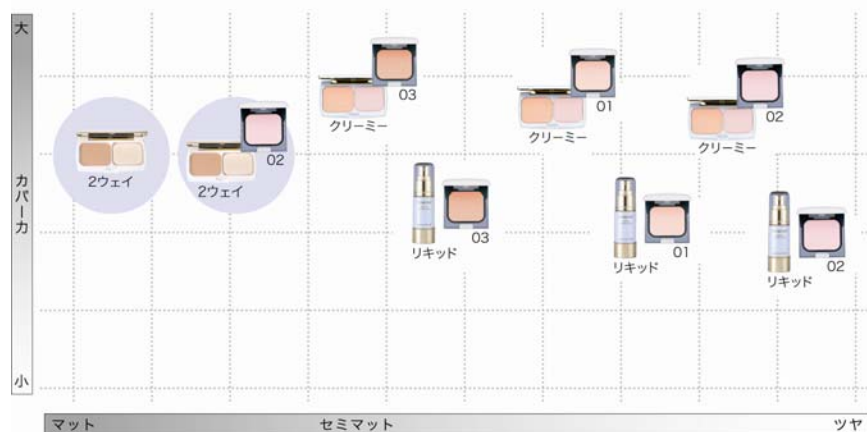 大
カバー力
小
03
クリーミー
01
クリーミー
02
クリーミー
2ウェイ
02
2ウェイ
03
リキッド
01
リキッド
02
リキッド
マット
セミマット
ツヤ